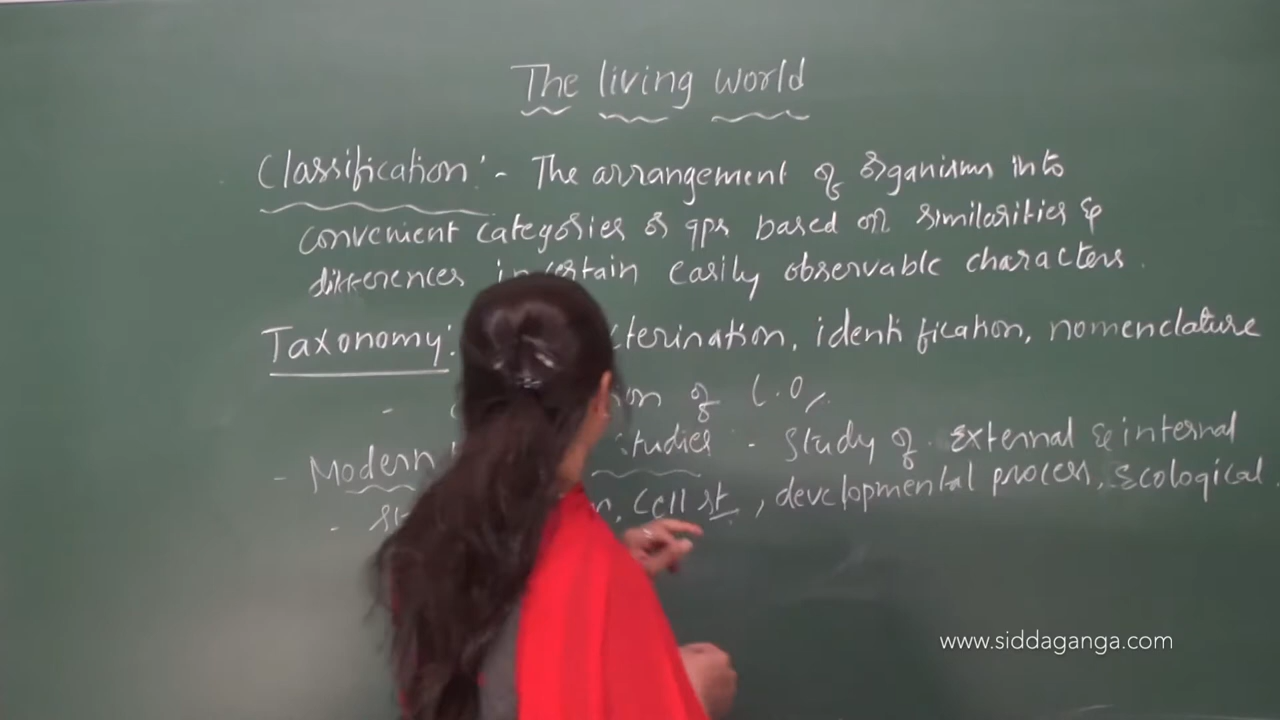 The living world
Classification:- The arrangement of organisms into
convenient categories or gps based on similarities &
differences in certain easily observable characters.
Taxonomy: identification, nomenclature
- of L.O/.
- Modern studies - Study of external & internal
- cell st, developmental process, Ecological.
www.siddaganga.com